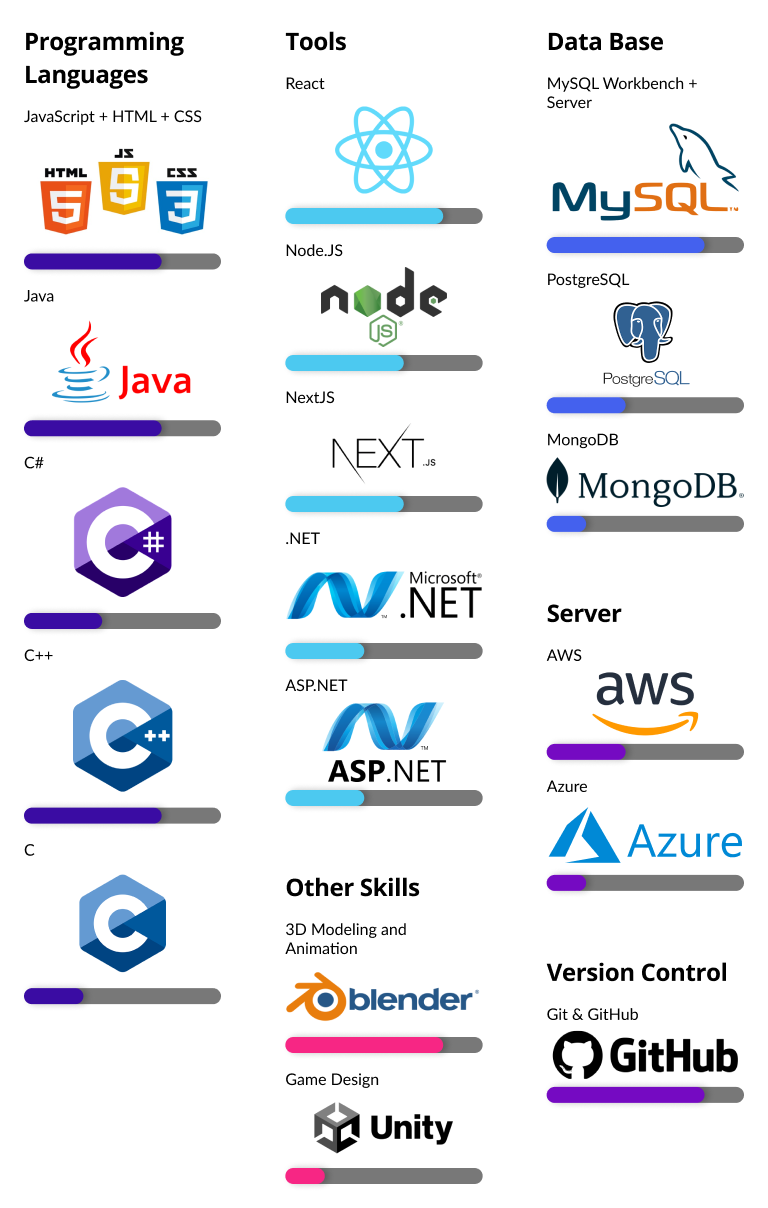 Programming
Languages
JavaScript + HTML + CSS
HTML
JS
CSS
5
5
3
Java
Java
C#
C#
C++
C++
C
C
Tools
React
Node.JS
node
JS
®
NextJS
NEXT.JS
.NET
Microsoft®
.NET
TM
ASP.NET
TM
ASP.NET
Other Skills
3D Modeling and
Animation
blender®
Game Design
Unity
Data Base
MySQL Workbench +
Server
MySQL
PostgreSQL
PostgreSQL
MongoDB
MongoDB®
Server
AWS
aws
Azure
Azure
Version Control
Git & GitHub
GitHub